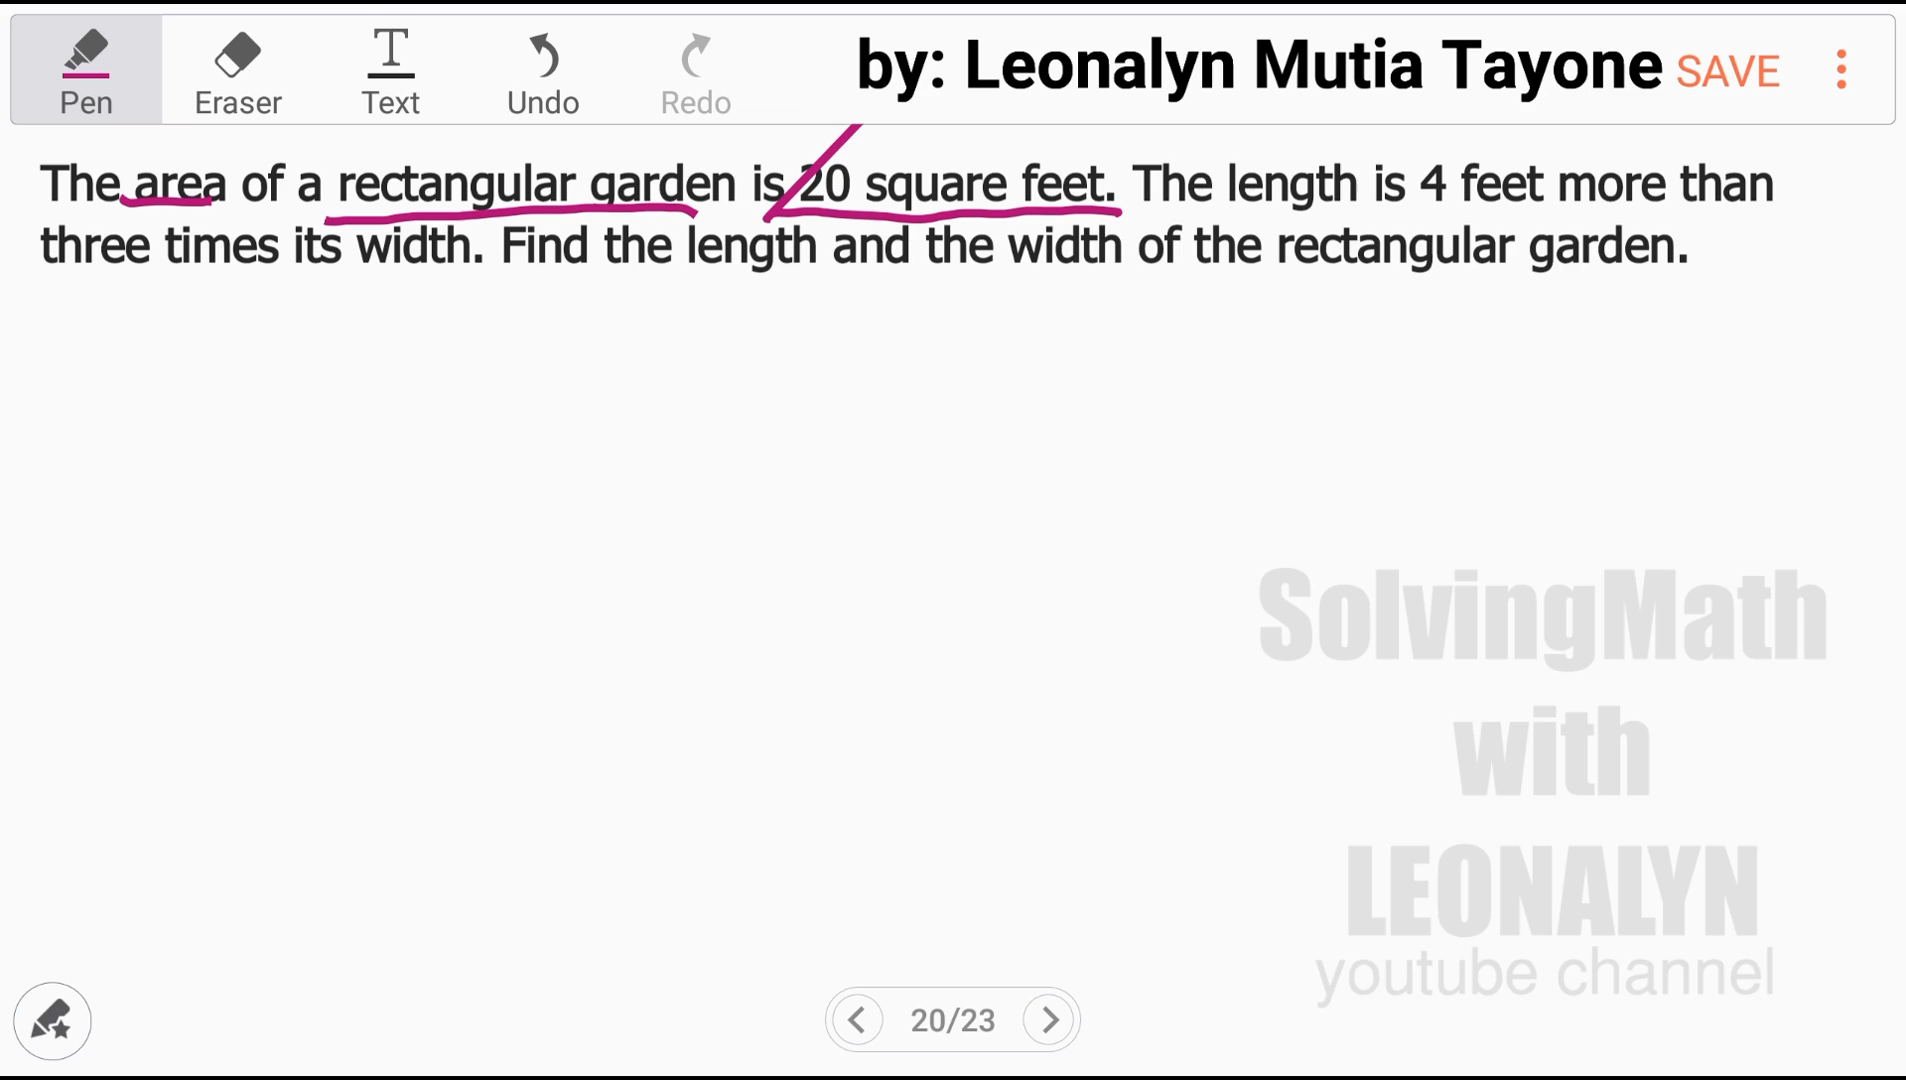 Pen Eraser Text Undo Redo by: Leonalyn Mutia Tayone SAVE
The area of a rectangular garden is 20 square feet. The length is 4 feet more than
three times its width. Find the length and the width of the rectangular garden.
SolvingMath
with
LEONALYN
youtube channel
20/23